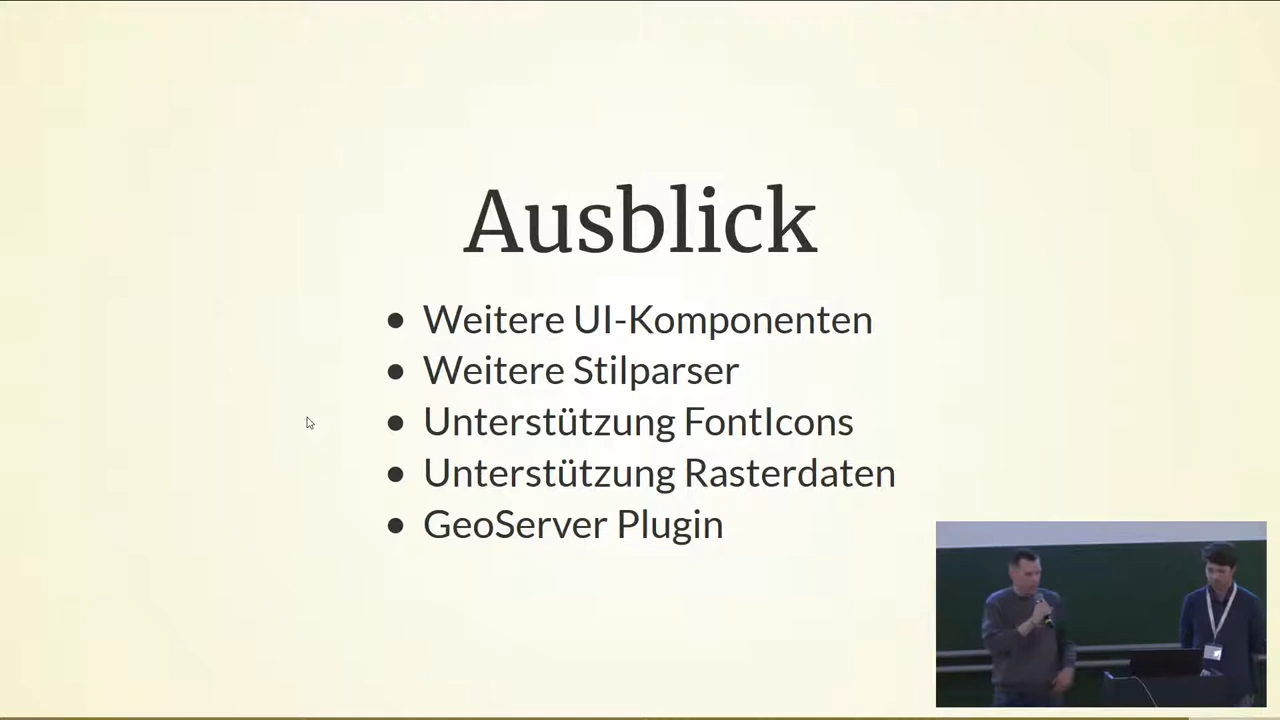 Ausblick
Weitere UI-Komponenten
Weitere Stilparser
Unterstützung FontIcons
Unterstützung Rasterdaten
GeoServer Plugin